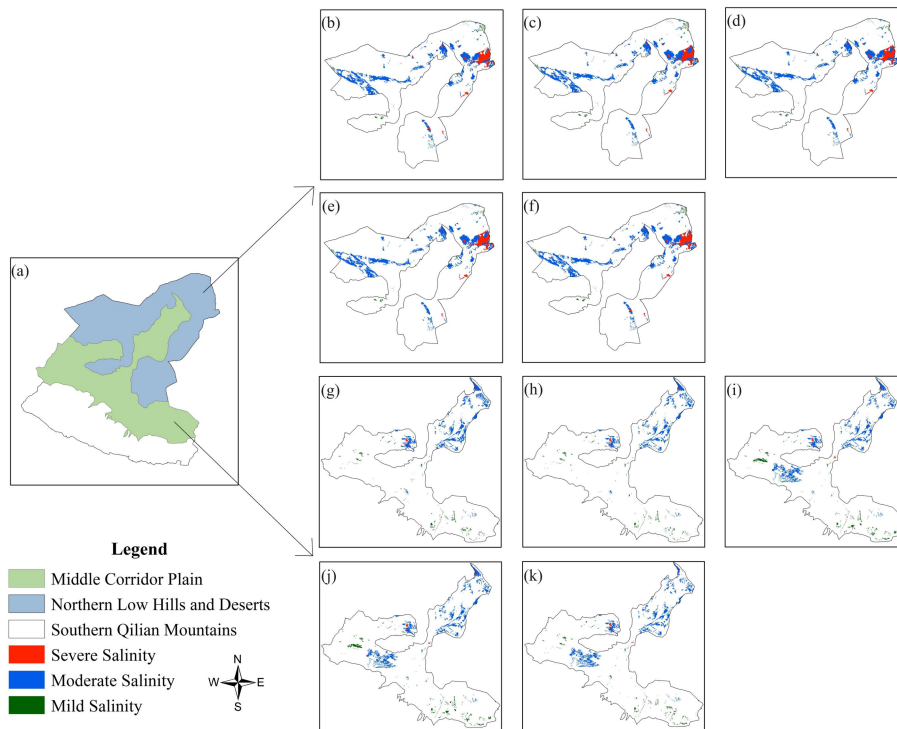 (b)
(c)
(d)
(e)
(f)
(a)
(g)
(h)
(i)
(j)
(k)
Legend
Middle Corridor Plain
Northern Low Hills and Deserts
Southern Qilian Mountains
Severe Salinity
Moderate Salinity
Mild Salinity
N
W E
S